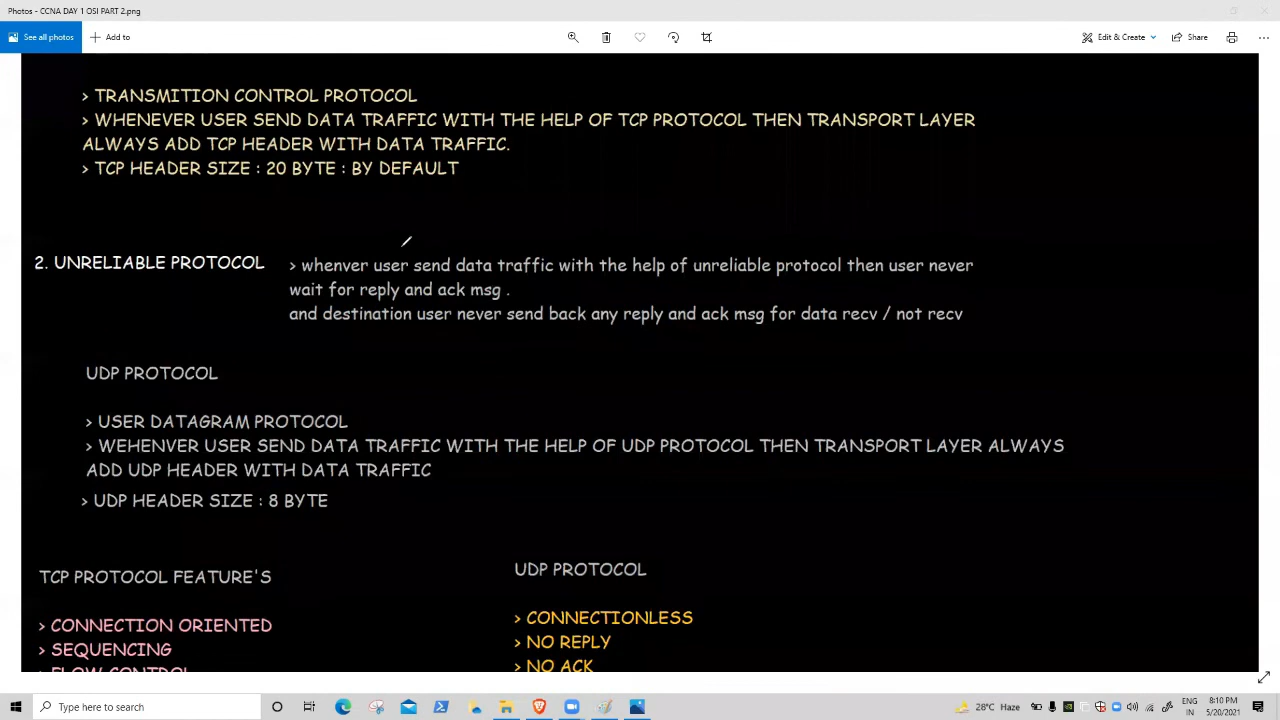 Photos - CCNA DAY 1 OSI PART 2.png
See all photos
Add to
Edit & Create
Share
> TRANSMITION CONTROL PROTOCOL
> WHENEVER USER SEND DATA TRAFFIC WITH THE HELP OF TCP PROTOCOL THEN TRANSPORT LAYER
ALWAYS ADD TCP HEADER WITH DATA TRAFFIC.
> TCP HEADER SIZE : 20 BYTE : BY DEFAULT
2. UNRELIABLE PROTOCOL
> whenver user send data traffic with the help of unreliable protocol then user never
wait for reply and ack msg .
and destination user never send back any reply and ack msg for data recv / not recv
UDP PROTOCOL
> USER DATAGRAM PROTOCOL
> WEHENVER USER SEND DATA TRAFFIC WITH THE HELP OF UDP PROTOCOL THEN TRANSPORT LAYER ALWAYS
ADD UDP HEADER WITH DATA TRAFFIC
> UDP HEADER SIZE : 8 BYTE
TCP PROTOCOL FEATURE'S
> CONNECTION ORIENTED
> SEQUENCING
> FLOW CONTROL
UDP PROTOCOL
> CONNECTIONLESS
> NO REPLY
> NO ACK
Type here to search
28°C Haze
ENG
IN
8:10 PM
5/20/2021